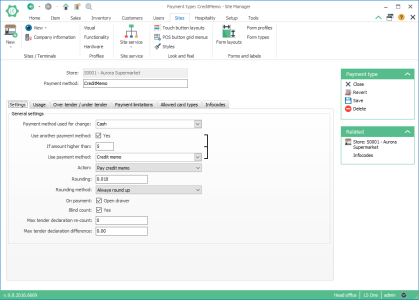 Payment type: CreditMemo - Site Manager
Home Item Sales Inventory Customers Users Sites Hospitality Setup Tools
New
View
Company information
Sites / Terminals
Visual
Functionality
Hardware
Profiles
Site service
Site service
Touch button layouts
POS button grid menus
Styles
Look and feel
Form layouts
Form profiles
Form types
Forms and labels
Store: S0001 - Aurora Supermarket
Payment method: CreditMemo
Settings Usage Over tender / under tender Payment limitations Allowed card types Infocodes
General settings
Payment method used for change: Cash
Use another payment method: Yes
If amount higher than: 5
Use payment method: Credit memo
Action: Pay credit memo
Rounding: 0.010
Rounding method: Always round up
On payment: Open drawer
Blind count: Yes
Max tender declaration re-count: 0
Max tender declaration difference: 0.00
Payment type
Close
Revert
Save
Delete
Related
Store: S0001 - Aurora
Supermarket
Infocodes
Head office LS One admin